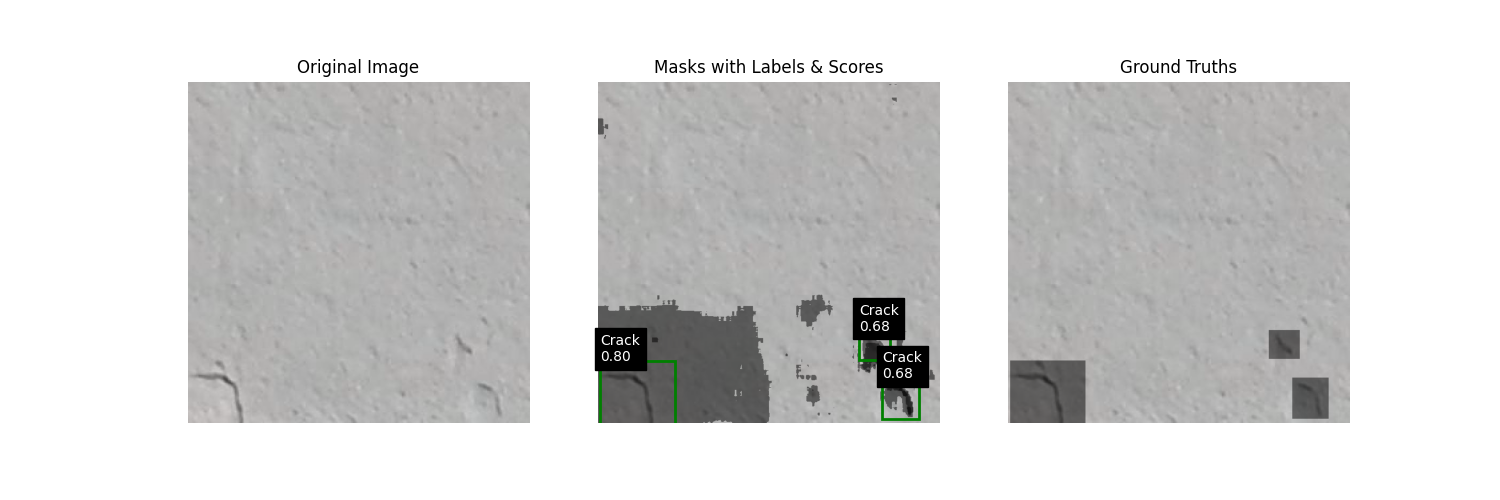 Original Image
Masks with Labels & Scores
Ground Truths
Crack
0.68
Crack
0.80
Crack
0.68